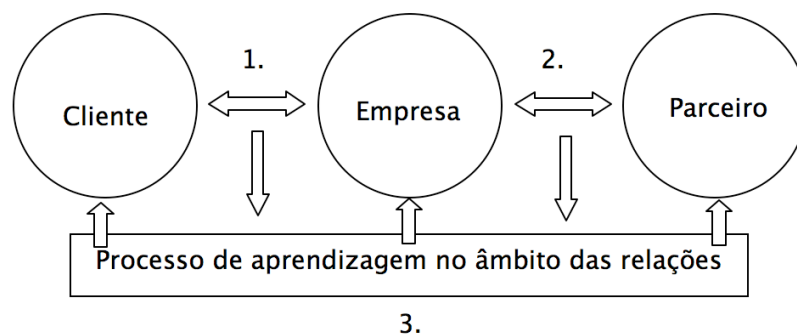 1.
2.
Cliente
Empresa
Parceiro
Processo de aprendizagem no âmbito das relações
3.